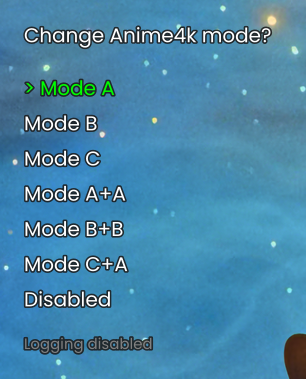 Change Anime4k mode?
> Mode A
Mode B
Mode C
Mode A+A
Mode B+B
Mode C+A
Disabled
Logging disabled